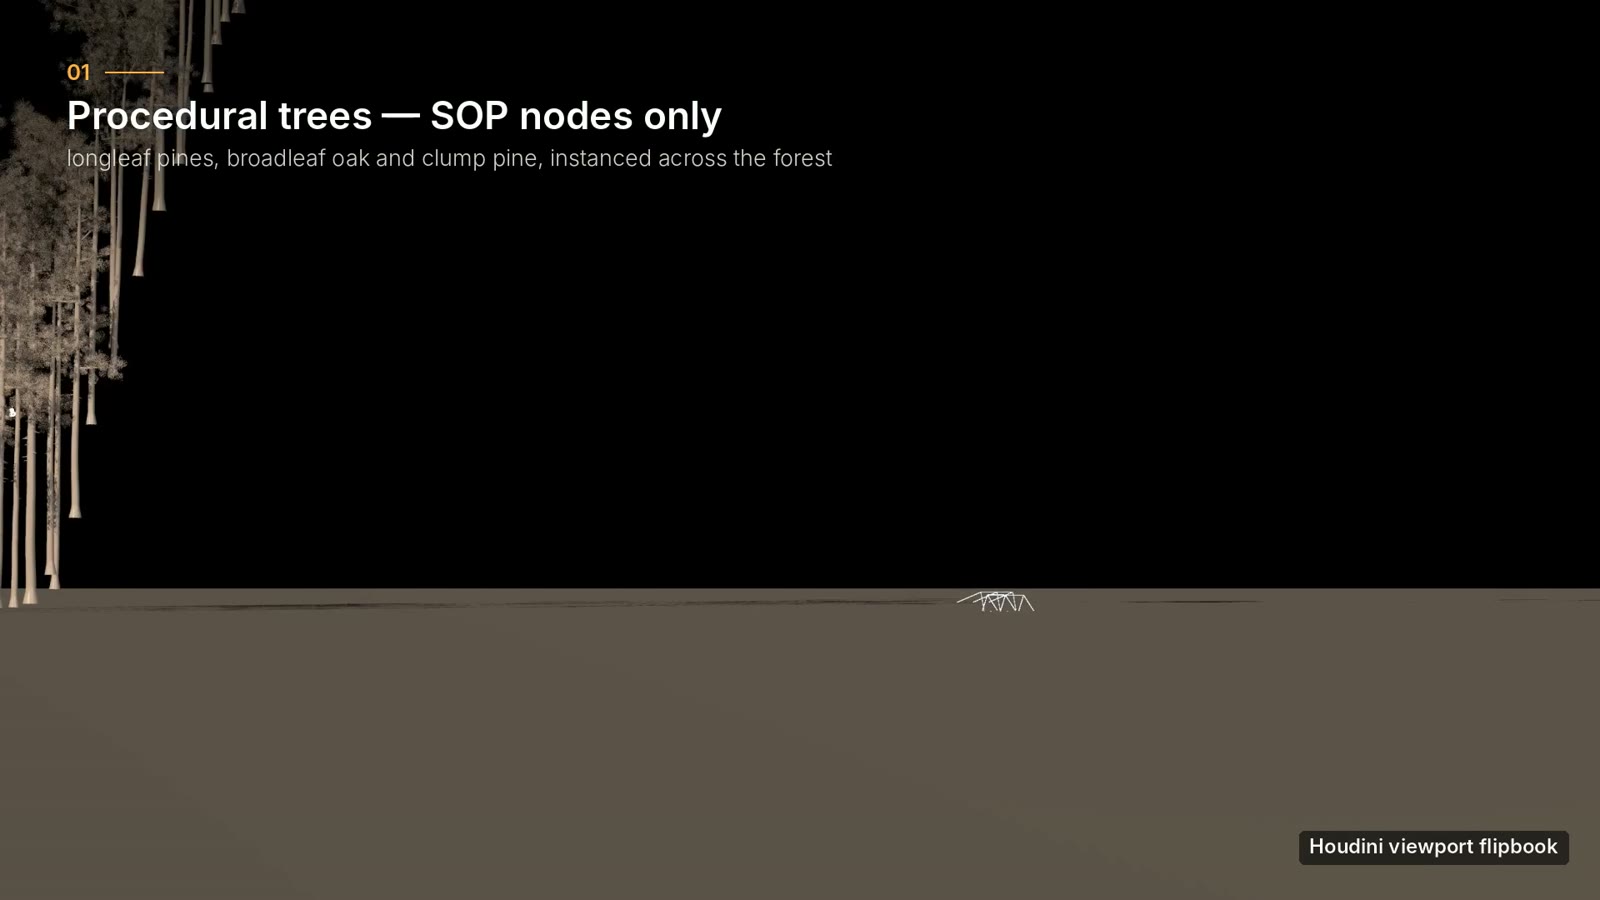 01
Procedural trees — SOP nodes only
longleaf pines, broadleaf oak and clump pine, instanced across the forest
Houdini viewport flipbook